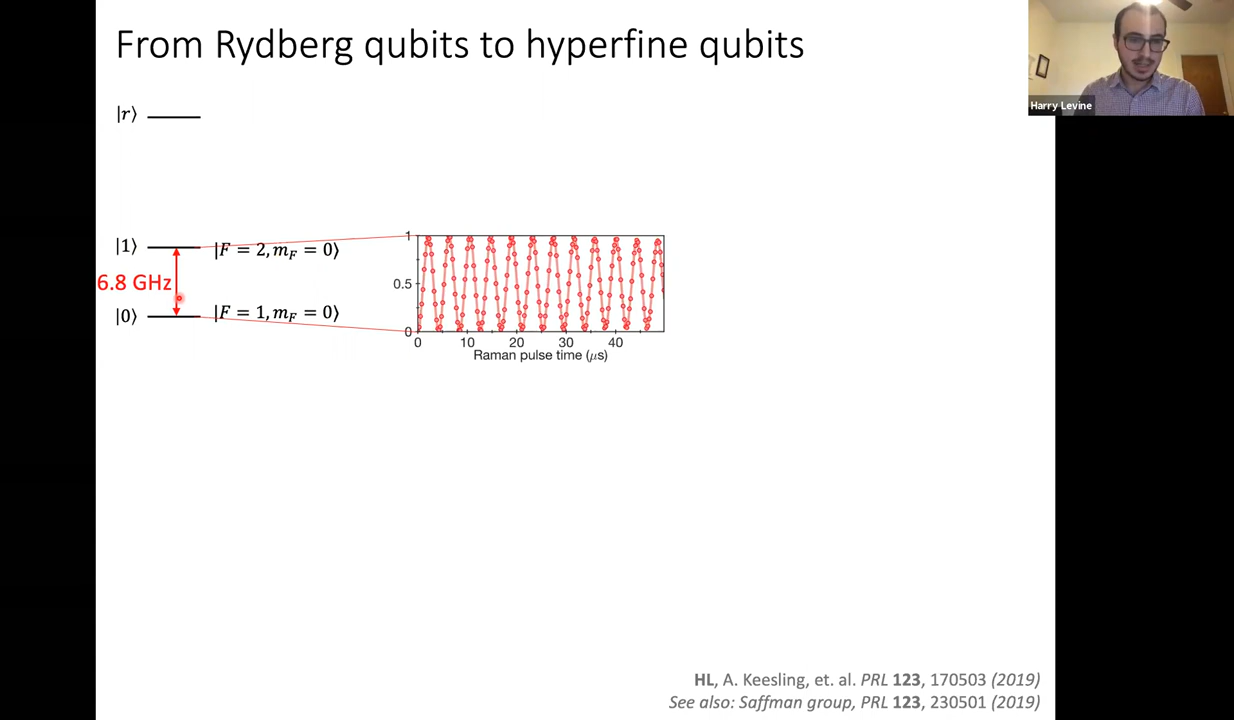 From Rydberg qubits to hyperfine qubits
Harry Levine
|r⟩
|1⟩
|F = 2, m_F = 0⟩
6.8 GHz
|0⟩
|F = 1, m_F = 0⟩
1
0.5
0
0 10 20 30 40
Raman pulse time (μs)
HL, A. Keesling, et. al. PRL 123, 170503 (2019)
See also: Saffman group, PRL 123, 230501 (2019)